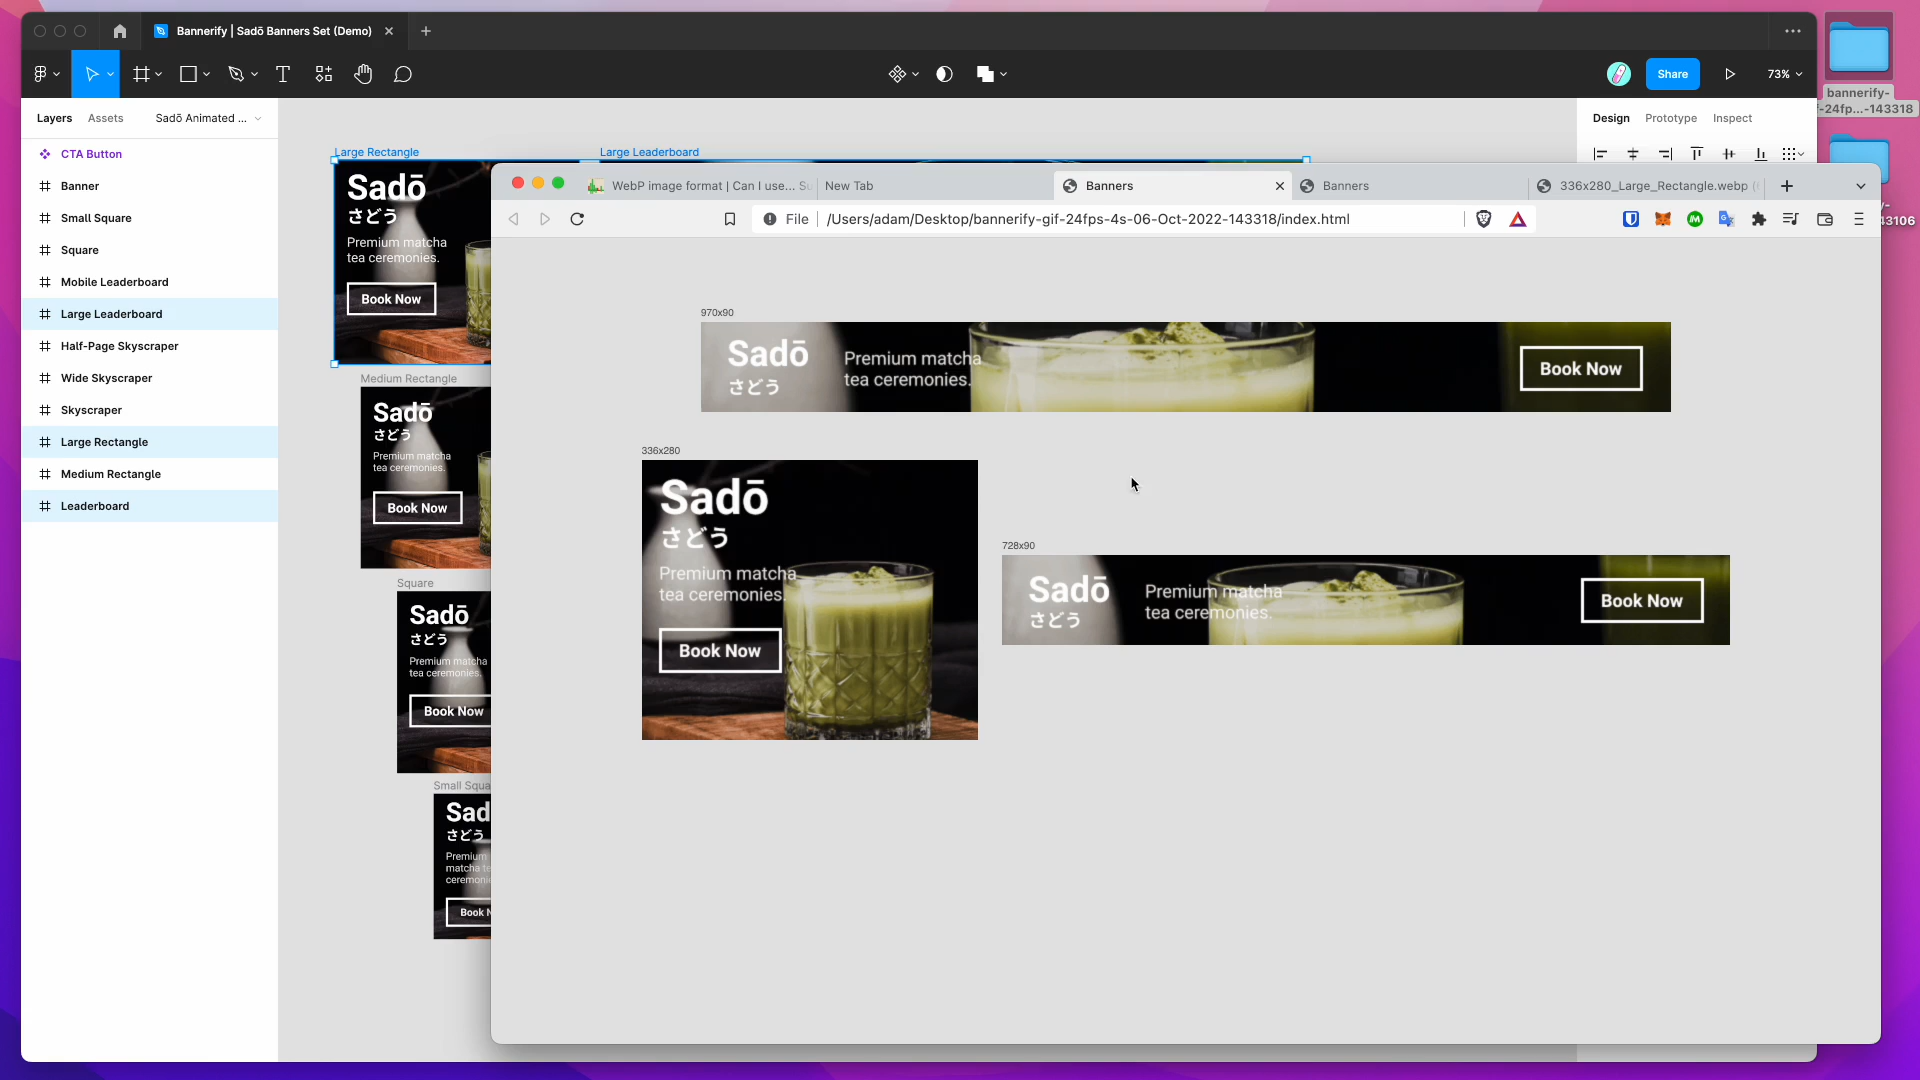 Bannerify | Sadō Banners Set (Demo)
Share
73%
bannerify-
-24fp...-143318
43106
Layers
Assets
Sadō Animated ...
Design
Prototype
Inspect
CTA Button
Banner
Small Square
Square
Mobile Leaderboard
Large Leaderboard
Half-Page Skyscraper
Wide Skyscraper
Skyscraper
Large Rectangle
Medium Rectangle
Leaderboard
Large Rectangle
Large Leaderboard
Sadō
さどう
Premium matcha
tea ceremonies.
Book Now
Medium Rectangle
Sadō
さどう
Premium matcha
tea ceremonies.
Book Now
Square
Sadō
さどう
Premium matcha
tea ceremonies.
Book Now
Small Squa
Sad
さどう
Premium
matcha te
ceremonie
Book N
WebP image format | Can I use... Su
New Tab
Banners
Banners
336x280_Large_Rectangle.webp (
File
/Users/adam/Desktop/bannerify-gif-24fps-4s-06-Oct-2022-143318/index.html
970x90
Sadō
さどう
Premium matcha
tea ceremonies.
Book Now
336x280
Sadō
さどう
Premium matcha
tea ceremonies.
Book Now
728x90
Sadō
さどう
Premium matcha
tea ceremonies.
Book Now